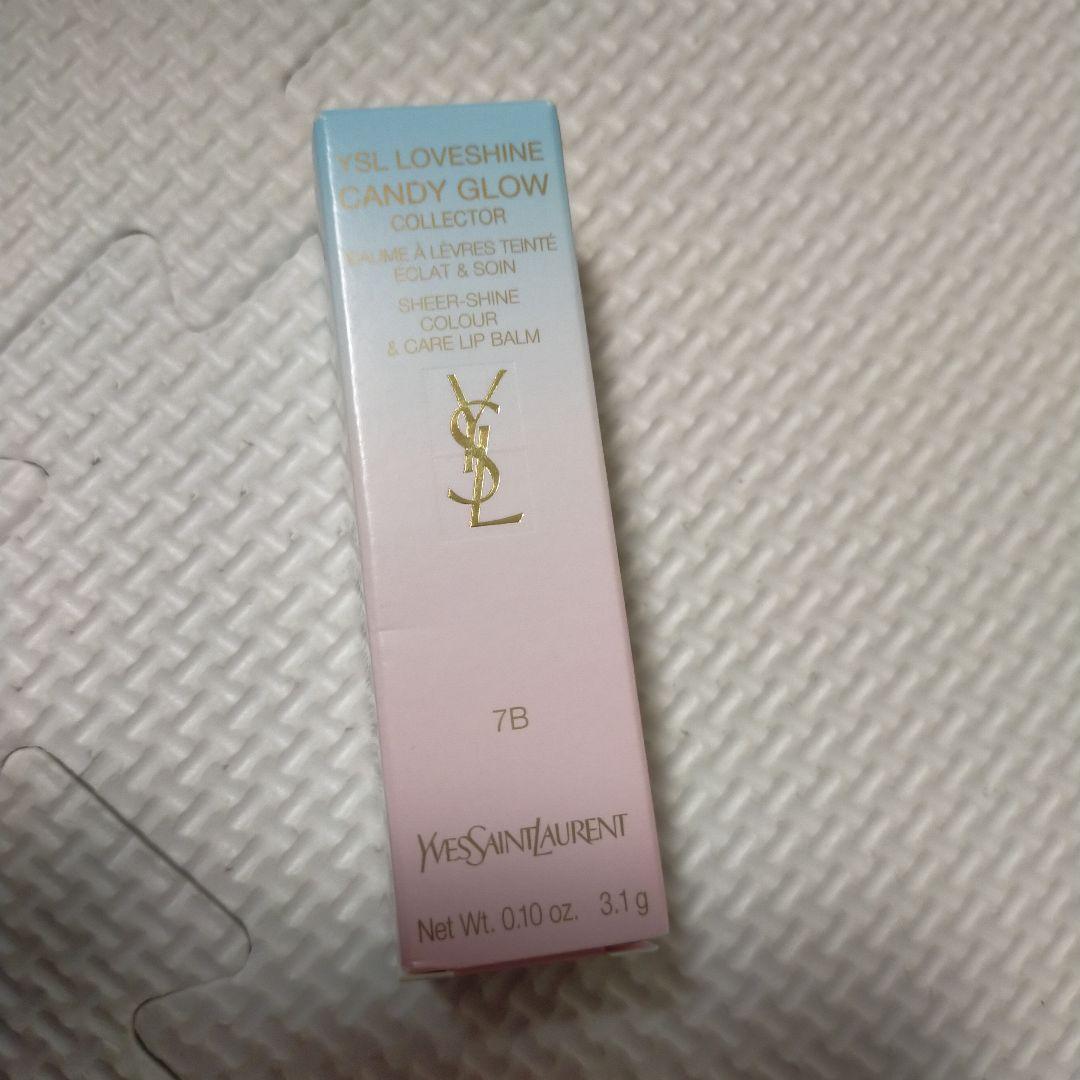 YSL LOVESHINE
CANDY GLOW
COLLECTOR
BAUME À LÈVRES TEINTÉ
ÉCLAT & SOIN
SHEER-SHINE
COLOUR
& CARE LIP BALM
YSL
7B
YVESSAINTLAURENT
Net Wt. 0.10 oz. 3.1 g